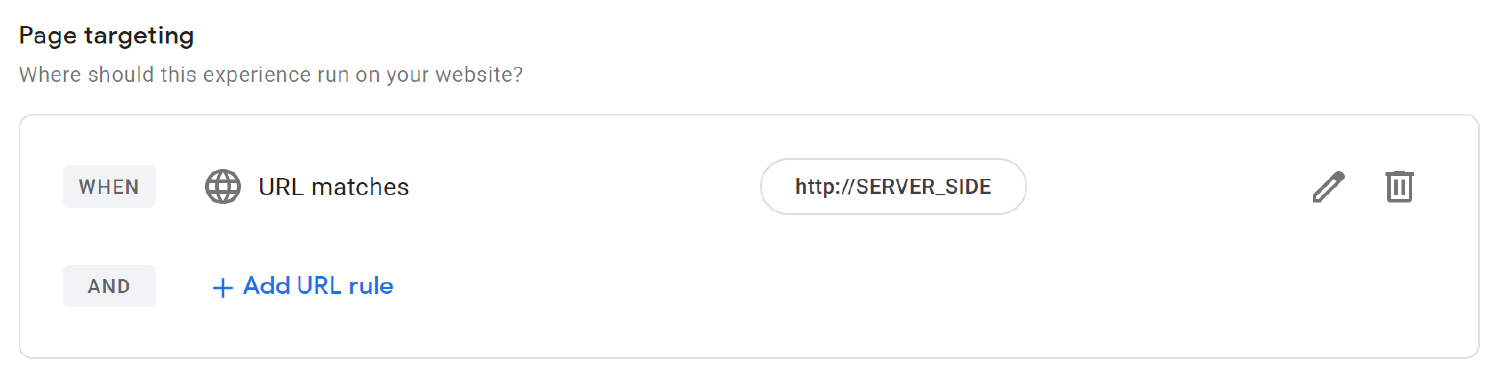 Page targeting
Where should this experience run on your website?
WHEN URL matches http://SERVER_SIDE
AND + Add URL rule